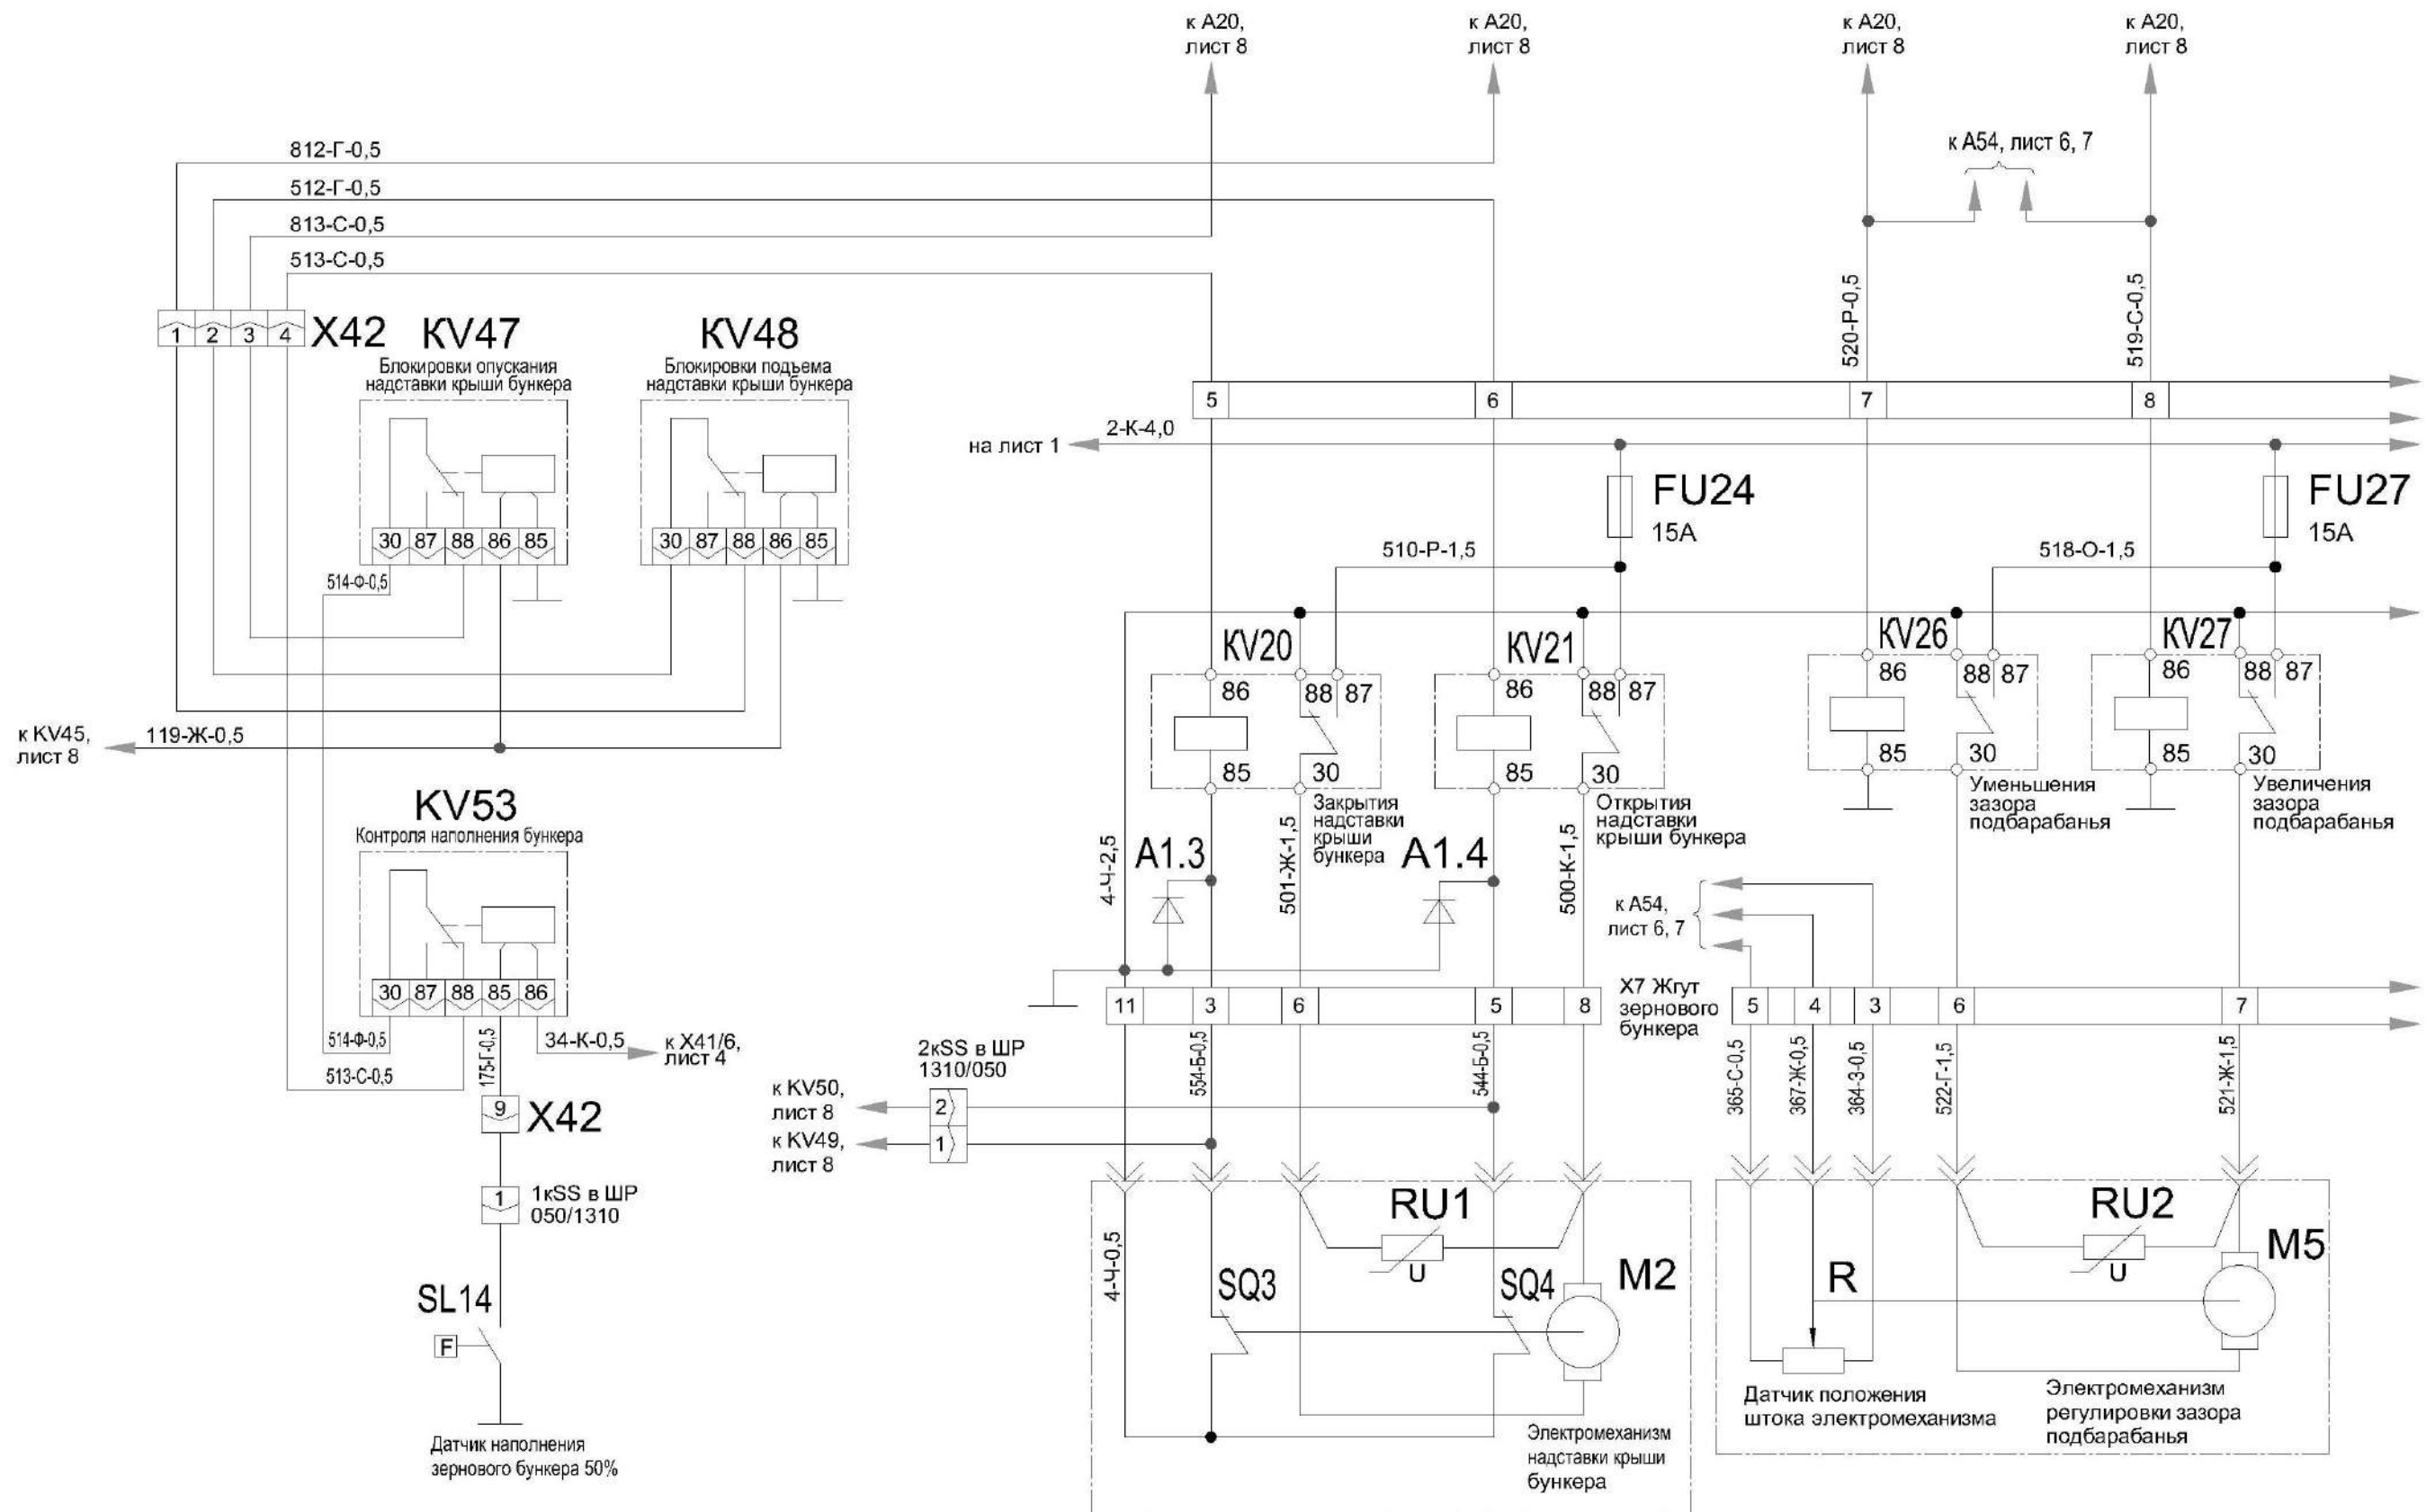 к А20,
лист 8
к А20,
лист 8
к А20,
лист 8
к А20,
лист 8
к А54, лист 6, 7
812-Г-0,5
512-Г-0,5
813-С-0,5
513-С-0,5
520-Р-0,5
519-С-0,5
1 2 3 4 X42
KV47
Блокировки опускания
надставки крыши бункера
30 87 88 86 85
514-Ф-0,5
KV48
Блокировки подъема
надставки крыши бункера
30 87 88 86 85
5
6
7
8
на лист 1
2-К-4,0
FU24
15А
FU27
15А
510-Р-1,5
518-О-1,5
к KV45,
лист 8
119-Ж-0,5
KV20
86
88 87
85
30
Закрытия
надставки
крыши
бункера
KV21
86
88 87
85
30
Открытия
надставки
крыши бункера
KV26
86
88 87
85
30
Уменьшения
зазора
подбарабанья
KV27
86
88 87
85
30
Увеличения
зазора
подбарабанья
KV53
Контроля наполнения бункера
30 87 88 85 86
514-Ф-0,5
513-С-0,5
175-Г-0,5
34-К-0,5
к X41/6,
лист 4
9 X42
1
1кSS в ШР
050/1310
SL14
F
Датчик наполнения
зернового бункера 50%
4-Ч-2,5
A1.3
501-Ж-1,5
A1.4
500-К-1,5
к А54,
лист 6, 7
11 3 6 5 8
X7 Жгут
зернового
бункера
5 4 3 6 7
2кSS в ШР
1310/050
554-Б-0,5
544-Б-0,5
365-С-0,5
367-Ж-0,5
364-З-0,5
522-Г-1,5
521-Ж-1,5
к KV50,
лист 8
2
к KV49,
лист 8
1
4-Ч-0,5
RU1
U
SQ3
SQ4
M2
Электромеханизм
надставки крыши
бункера
RU2
U
R
M5
Датчик положения
штока электромеханизма
Электромеханизм
регулировки зазора
подбарабанья